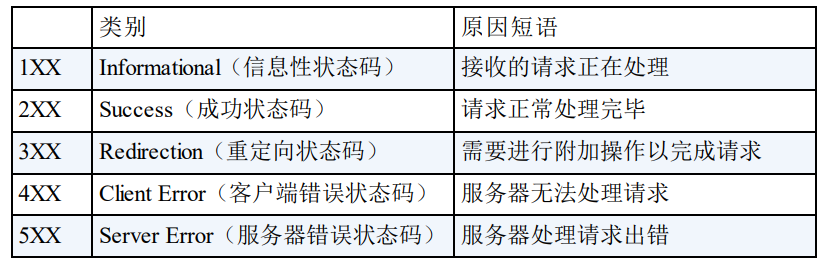 类别 原因短语
1XX Informational（信息性状态码） 接收的请求正在处理
2XX Success（成功状态码） 请求正常处理完毕
3XX Redirection（重定向状态码） 需要进行附加操作以完成请求
4XX Client Error（客户端错误状态码） 服务器无法处理请求
5XX Server Error（服务器错误状态码） 服务器处理请求出错